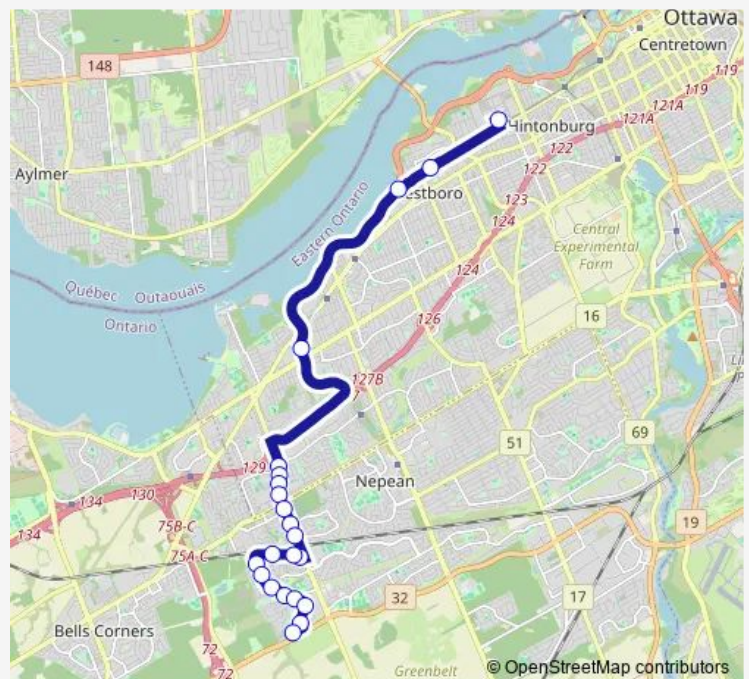 Ottawa
Centretown
148
119
121A
119
121A
Hintonburg
122
Aylmer
122
estboro
123
Eastern Ontario
124
Central
Experimental
Farm
124
Québec Outaouais
Ontario
126
16
127B
51
69
129
Nepean
134
130
134
75B-C
19
75A-C
32
17
Bells Corners
72
72
Greenbelt
© OpenStreetMap contributors